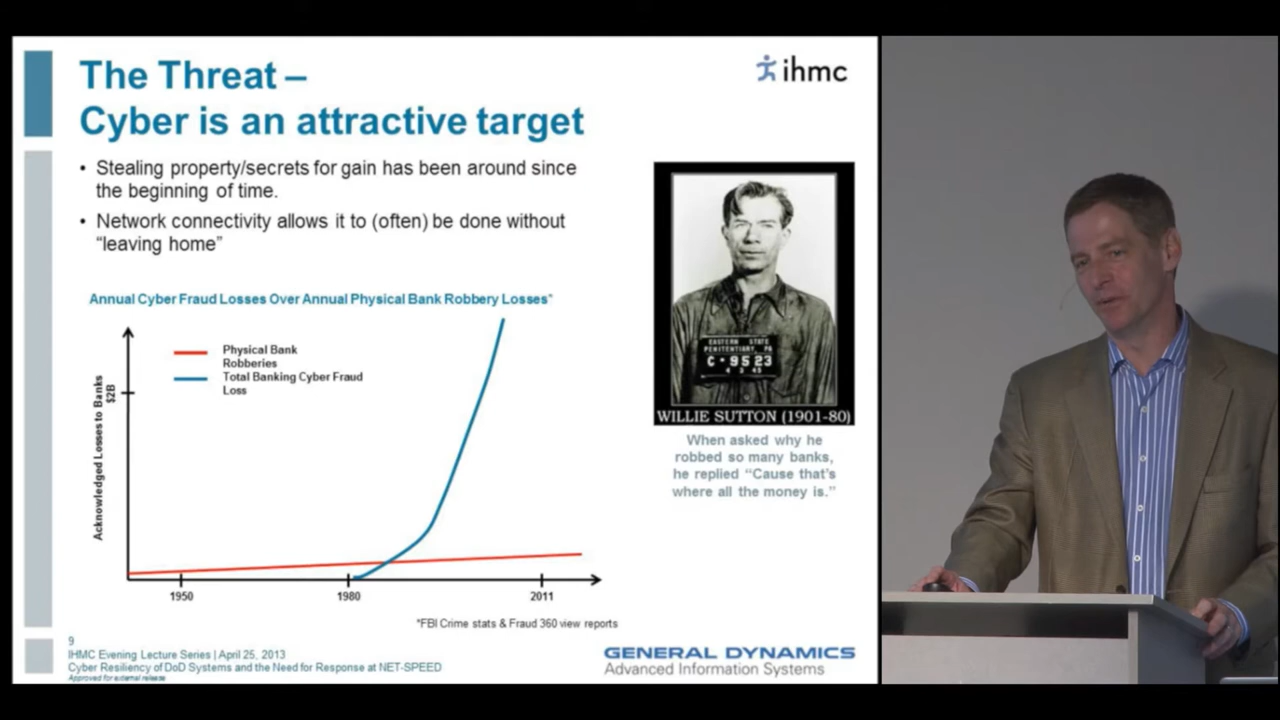 The Threat –
Cyber is an attractive target
ihmc
• Stealing property/secrets for gain has been around since
the beginning of time.
• Network connectivity allows it to (often) be done without
“leaving home”
Annual Cyber Fraud Losses Over Annual Physical Bank Robbery Losses*
Physical Bank
Robberies
Total Banking Cyber Fraud
Loss
Acknowledged Losses to Banks
$2B
1950
1980
2011
*FBI Crime stats & Fraud 360 view reports
EASTERN STATE
PENITENTIARY, PA
C-9523
WILLIE SUTTON (1901-80)
When asked why he
robbed so many banks,
he replied “Cause that’s
where all the money is.”
9
IHMC Evening Lecture Series | April 25, 2013
Cyber Resiliency of DoD Systems and the Need for Response at NET-SPEED
Approved for external release
GENERAL DYNAMICS
Advanced Information Systems